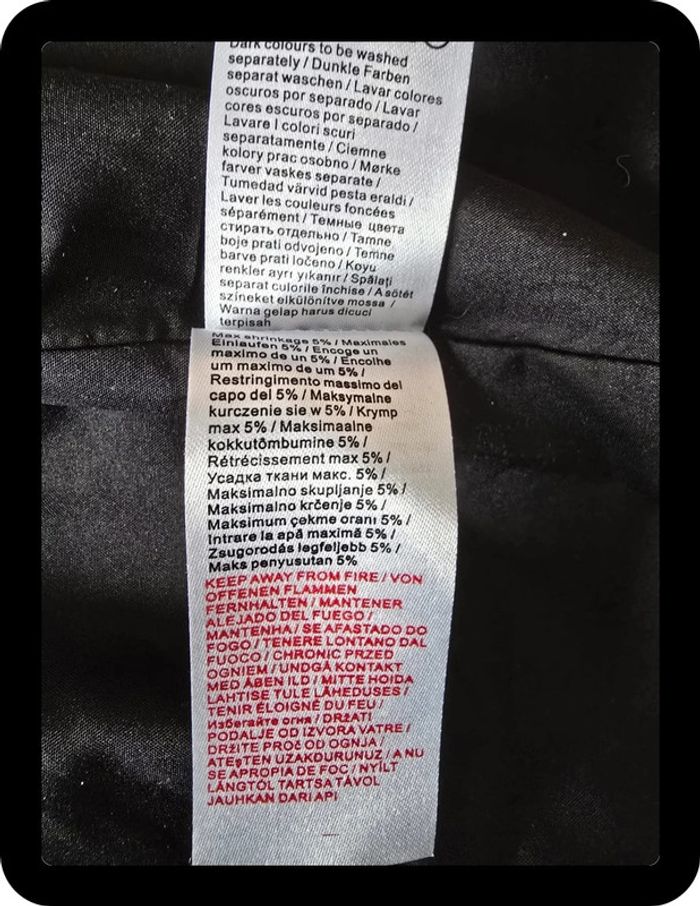 Dark colours to be washed
separately / Dunkle Farben
separat waschen / Lavar colores
oscuros por separado / Lavar
cores escuros por separado /
Lavare I colori scuri
separatamente / Ciemne
kolory prac osobno / Mørke
farver vaskes separate /
Tumedad värvid pesta eraldi /
Laver les couleurs foncées
séparément / Темные цвета
стирать отдельно / Tamne
boje prati odvojeno / Temne
barve prati ločeno / Koyu
renkler ayrı yıkanır / Spălaţi
separat culorile închise / A sötét
színeket elkülönítve mossa /
Warna gelap harus dicuci
terpisah
Max shrinkage 5% / Maximales
Einlaufen 5% / Encoge un
maximo de un 5% / Encolhe
um maximo de um 5% /
Restringimento massimo del
capo del 5% / Maksymalne
kurczenie sie w 5% / Krymp
max 5% / Maksimaalne
kokkutõmbumine 5% /
Rétrécissement max 5% /
Усадка ткани макс. 5% /
Maksimalno skupljanje 5% /
Maksimalno krčenje 5% /
Maksimum çekme oranı 5% /
Intrare la apă maximă 5% /
Zsugorodás legfeljebb 5% /
Maks penyusutan 5%
KEEP AWAY FROM FIRE / VON
OFFENEN FLAMMEN
FERNHALTEN / MANTENER
ALEJADO DEL FUEGO /
MANTENHA / SE AFASTADO DO
FOGO / TENERE LONTANO DAL
FUOCO / CHRONIC PRZED
OGNIEM / UNDGÅ KONTAKT
MED ÅBEN ILD / MITTE HOIDA
LAHTISE TULE LÄHEDUSES /
TENIR ÉLOIGNÉ DU FEU /
Избегайте огня / DRŽATI
PODALJE OD IZVORA VATRE /
DRŽITE PROČ OD OGNJA /
ATEŞTEN UZAKDURUNUZ / A NU
SE APROPIA DE FOC / NYÍLT
LÁNGTÓL TARTSA TÁVOL
JAUHKAN DARI API